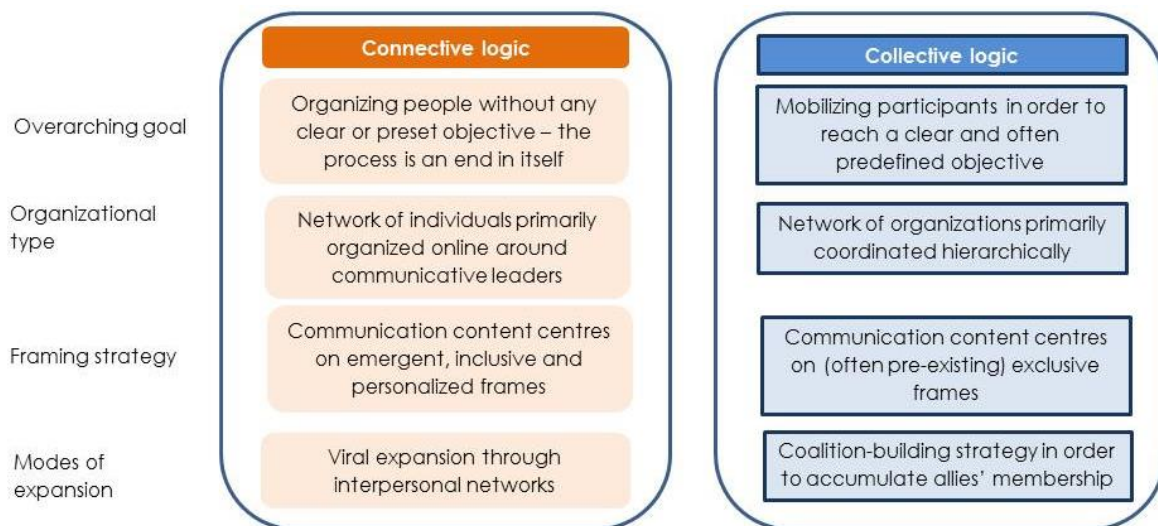 Connective logic
Collective logic
Overarching goal
Organizing people without any
clear or preset objective – the
process is an end in itself
Mobilizing participants in order to
reach a clear and often
predefined objective
Organizational
type
Network of individuals primarily
organized online around
communicative leaders
Network of organizations primarily
coordinated hierarchically
Framing strategy
Communication content centres
on emergent, inclusive and
personalized frames
Communication content centres
on (often pre-existing) exclusive
frames
Modes of
expansion
Viral expansion through
interpersonal networks
Coalition-building strategy in order
to accumulate allies’ membership